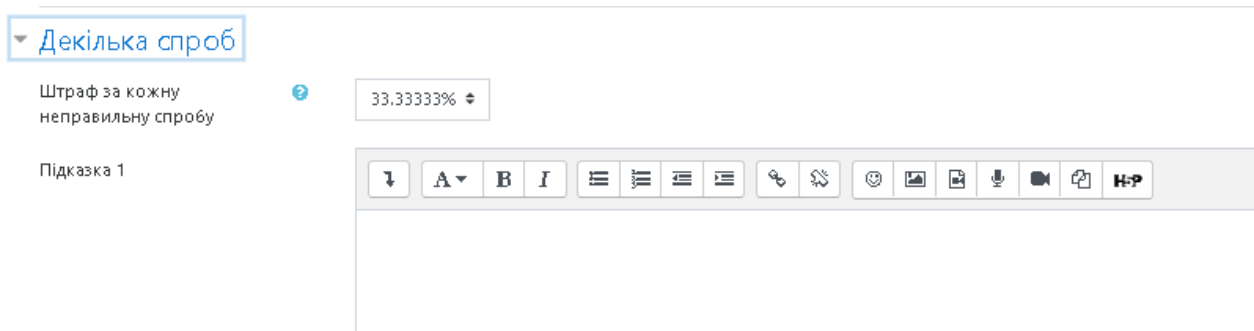 Декілька спроб
Штраф за кожну
неправильну спробу
33.33333%
Підказка 1
A B I H-P